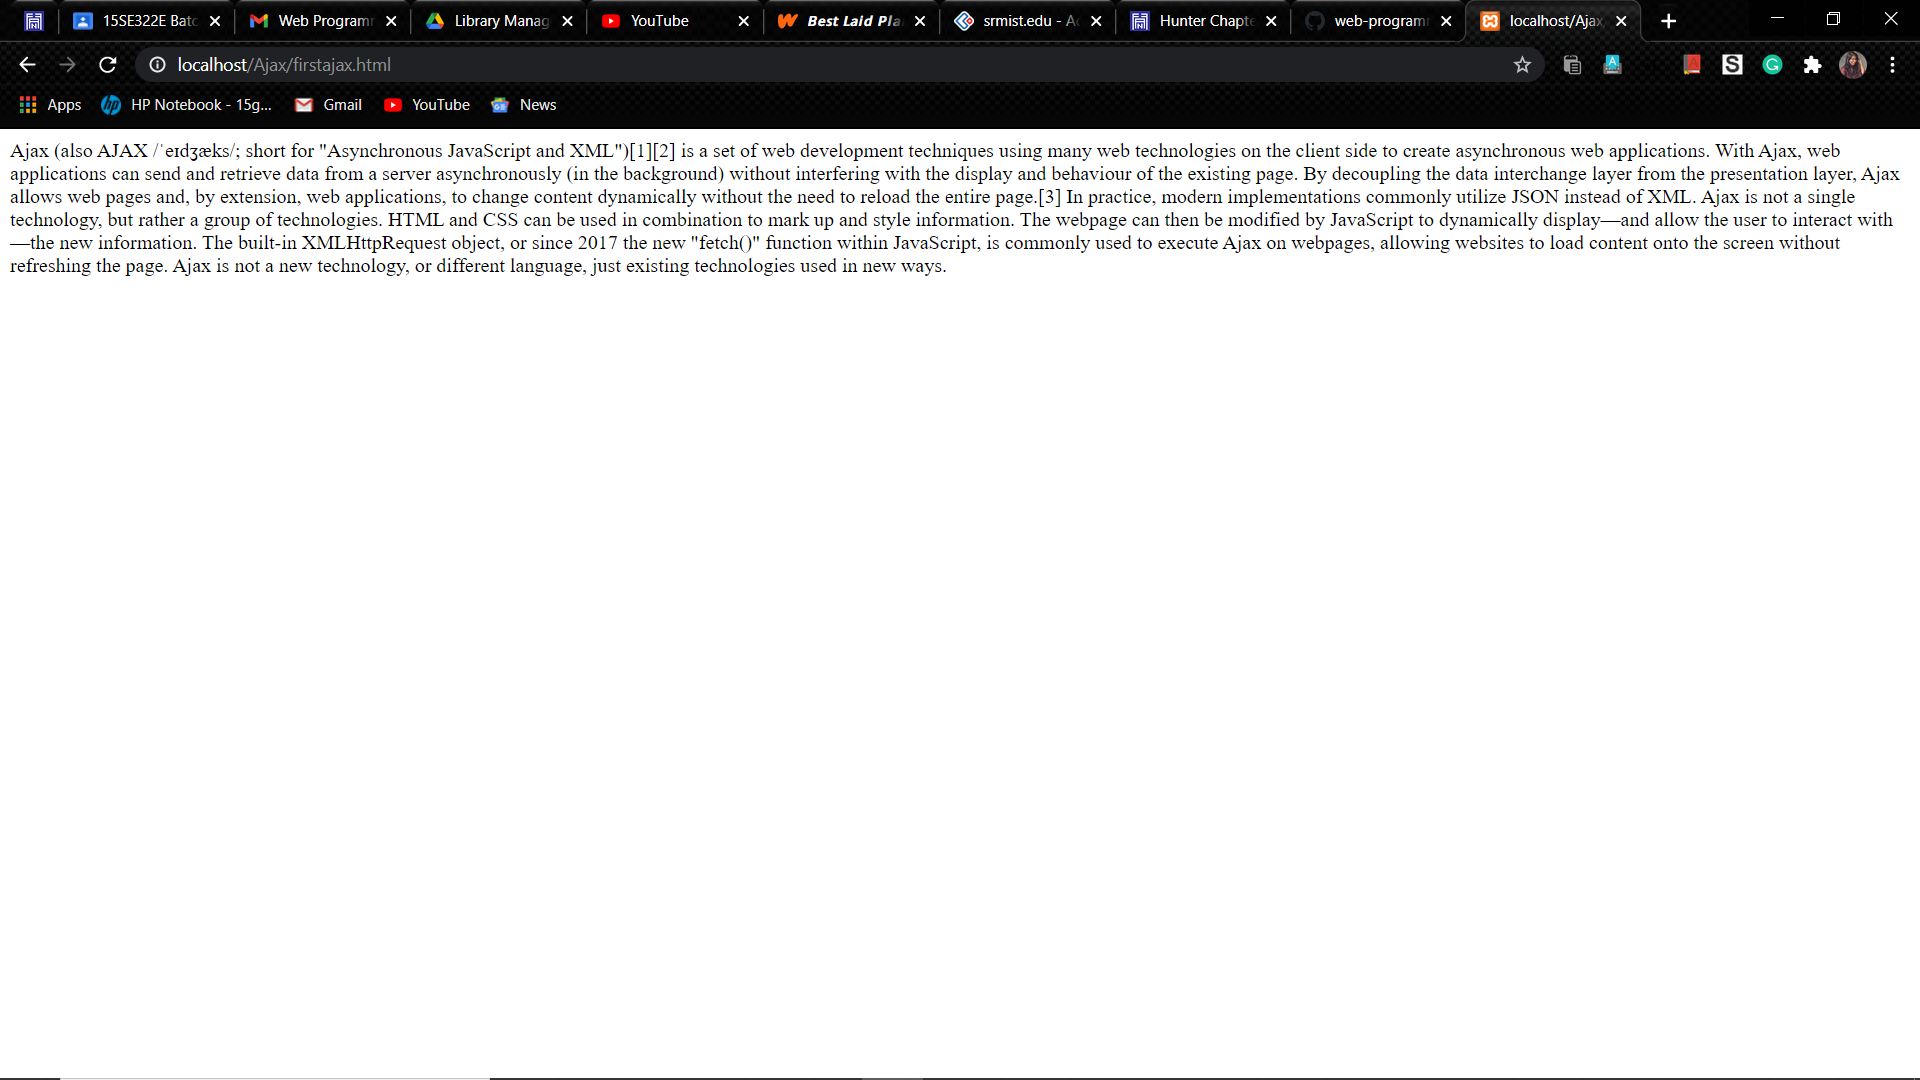 15SE322E Batc
Web Programm
Library Manag
YouTube
Best Laid Pla
srmist.edu - Ac
Hunter Chapte
web-program
localhost/Ajax
localhost/Ajax/firstajax.html
Apps
HP Notebook - 15g...
Gmail
YouTube
News
Ajax (also AJAX /ˈeɪdʒæks/; short for "Asynchronous JavaScript and XML")[1][2] is a set of web development techniques using many web technologies on the client side to create asynchronous web applications. With Ajax, web
applications can send and retrieve data from a server asynchronously (in the background) without interfering with the display and behaviour of the existing page. By decoupling the data interchange layer from the presentation layer, Ajax
allows web pages and, by extension, web applications, to change content dynamically without the need to reload the entire page.[3] In practice, modern implementations commonly utilize JSON instead of XML. Ajax is not a single
technology, but rather a group of technologies. HTML and CSS can be used in combination to mark up and style information. The webpage can then be modified by JavaScript to dynamically display—and allow the user to interact with
—the new information. The built-in XMLHttpRequest object, or since 2017 the new "fetch()" function within JavaScript, is commonly used to execute Ajax on webpages, allowing websites to load content onto the screen without
refreshing the page. Ajax is not a new technology, or different language, just existing technologies used in new ways.